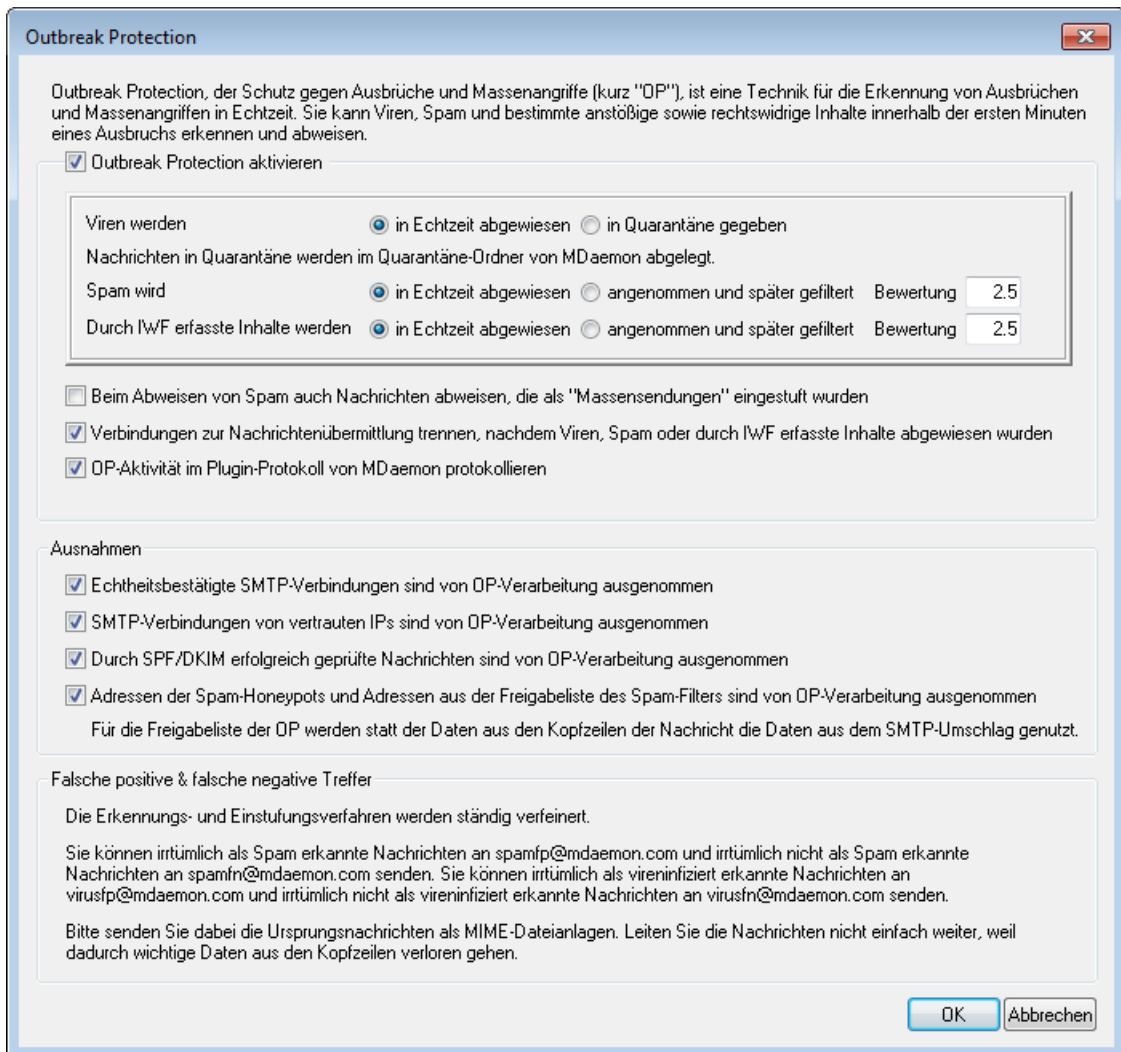 Outbreak Protection
Outbreak Protection, der Schutz gegen Ausbrüche und Massenangriffe (kurz "OP"), ist eine Technik für die Erkennung von Ausbrüchen
und Massenangriffen in Echtzeit. Sie kann Viren, Spam und bestimmte anstößige sowie rechtswidrige Inhalte innerhalb der ersten Minuten
eines Ausbruchs erkennen und abweisen.
Outbreak Protection aktivieren
Viren werden in Echtzeit abgewiesen in Quarantäne gegeben
Nachrichten in Quarantäne werden im Quarantäne-Ordner von MDaemon abgelegt.
Spam wird in Echtzeit abgewiesen angenommen und später gefiltert Bewertung 2.5
Durch IWF erfasste Inhalte werden in Echtzeit abgewiesen angenommen und später gefiltert Bewertung 2.5
Beim Abweisen von Spam auch Nachrichten abweisen, die als "Massensendungen" eingestuft wurden
Verbindungen zur Nachrichtenübermittlung trennen, nachdem Viren, Spam oder durch IWF erfasste Inhalte abgewiesen wurden
OP-Aktivität im Plugin-Protokoll von MDaemon protokollieren
Ausnahmen
Echtheitsbestätigte SMTP-Verbindungen sind von OP-Verarbeitung ausgenommen
SMTP-Verbindungen von vertrauten IPs sind von OP-Verarbeitung ausgenommen
Durch SPF/DKIM erfolgreich geprüfte Nachrichten sind von OP-Verarbeitung ausgenommen
Adressen der Spam-Honeypots und Adressen aus der Freigabeliste des Spam-Filters sind von OP-Verarbeitung ausgenommen
Für die Freigabeliste der OP werden statt der Daten aus den Kopfzeilen der Nachricht die Daten aus dem SMTP-Umschlag genutzt.
Falsche positive & falsche negative Treffer
Die Erkennungs- und Einstufungsverfahren werden ständig verfeinert.
Sie können irrtümlich als Spam erkannte Nachrichten an spamfp@mdaemon.com und irrtümlich nicht als Spam erkannte
Nachrichten an spamfn@mdaemon.com senden. Sie können irrtümlich als vireninfiziert erkannte Nachrichten an
virusfp@mdaemon.com und irrtümlich nicht als vireninfiziert erkannte Nachrichten an virusfn@mdaemon.com senden.
Bitte senden Sie dabei die Ursprungsnachrichten als MIME-Dateianlagen. Leiten Sie die Nachrichten nicht einfach weiter, weil
dadurch wichtige Daten aus den Kopfzeilen verloren gehen.
OK Abbrechen